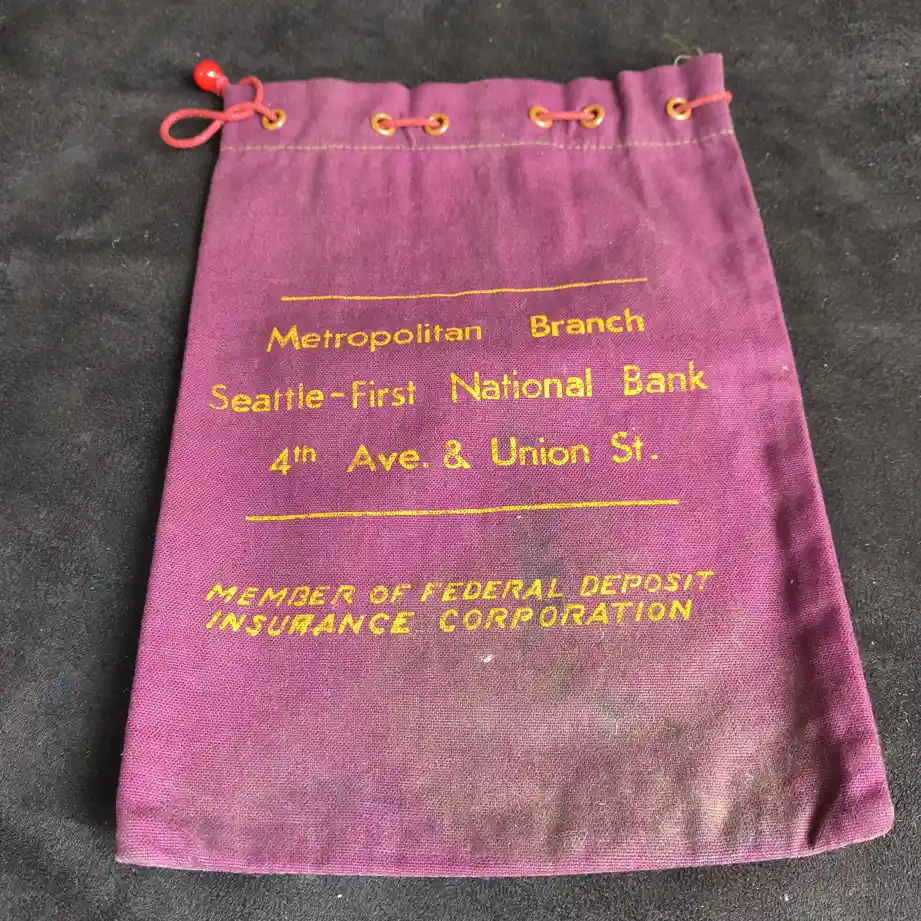 Metropolitan Branch
Seattle-First National Bank
4th Ave. & Union St.
MEMBER OF FEDERAL DEPOSIT
INSURANCE CORPORATION